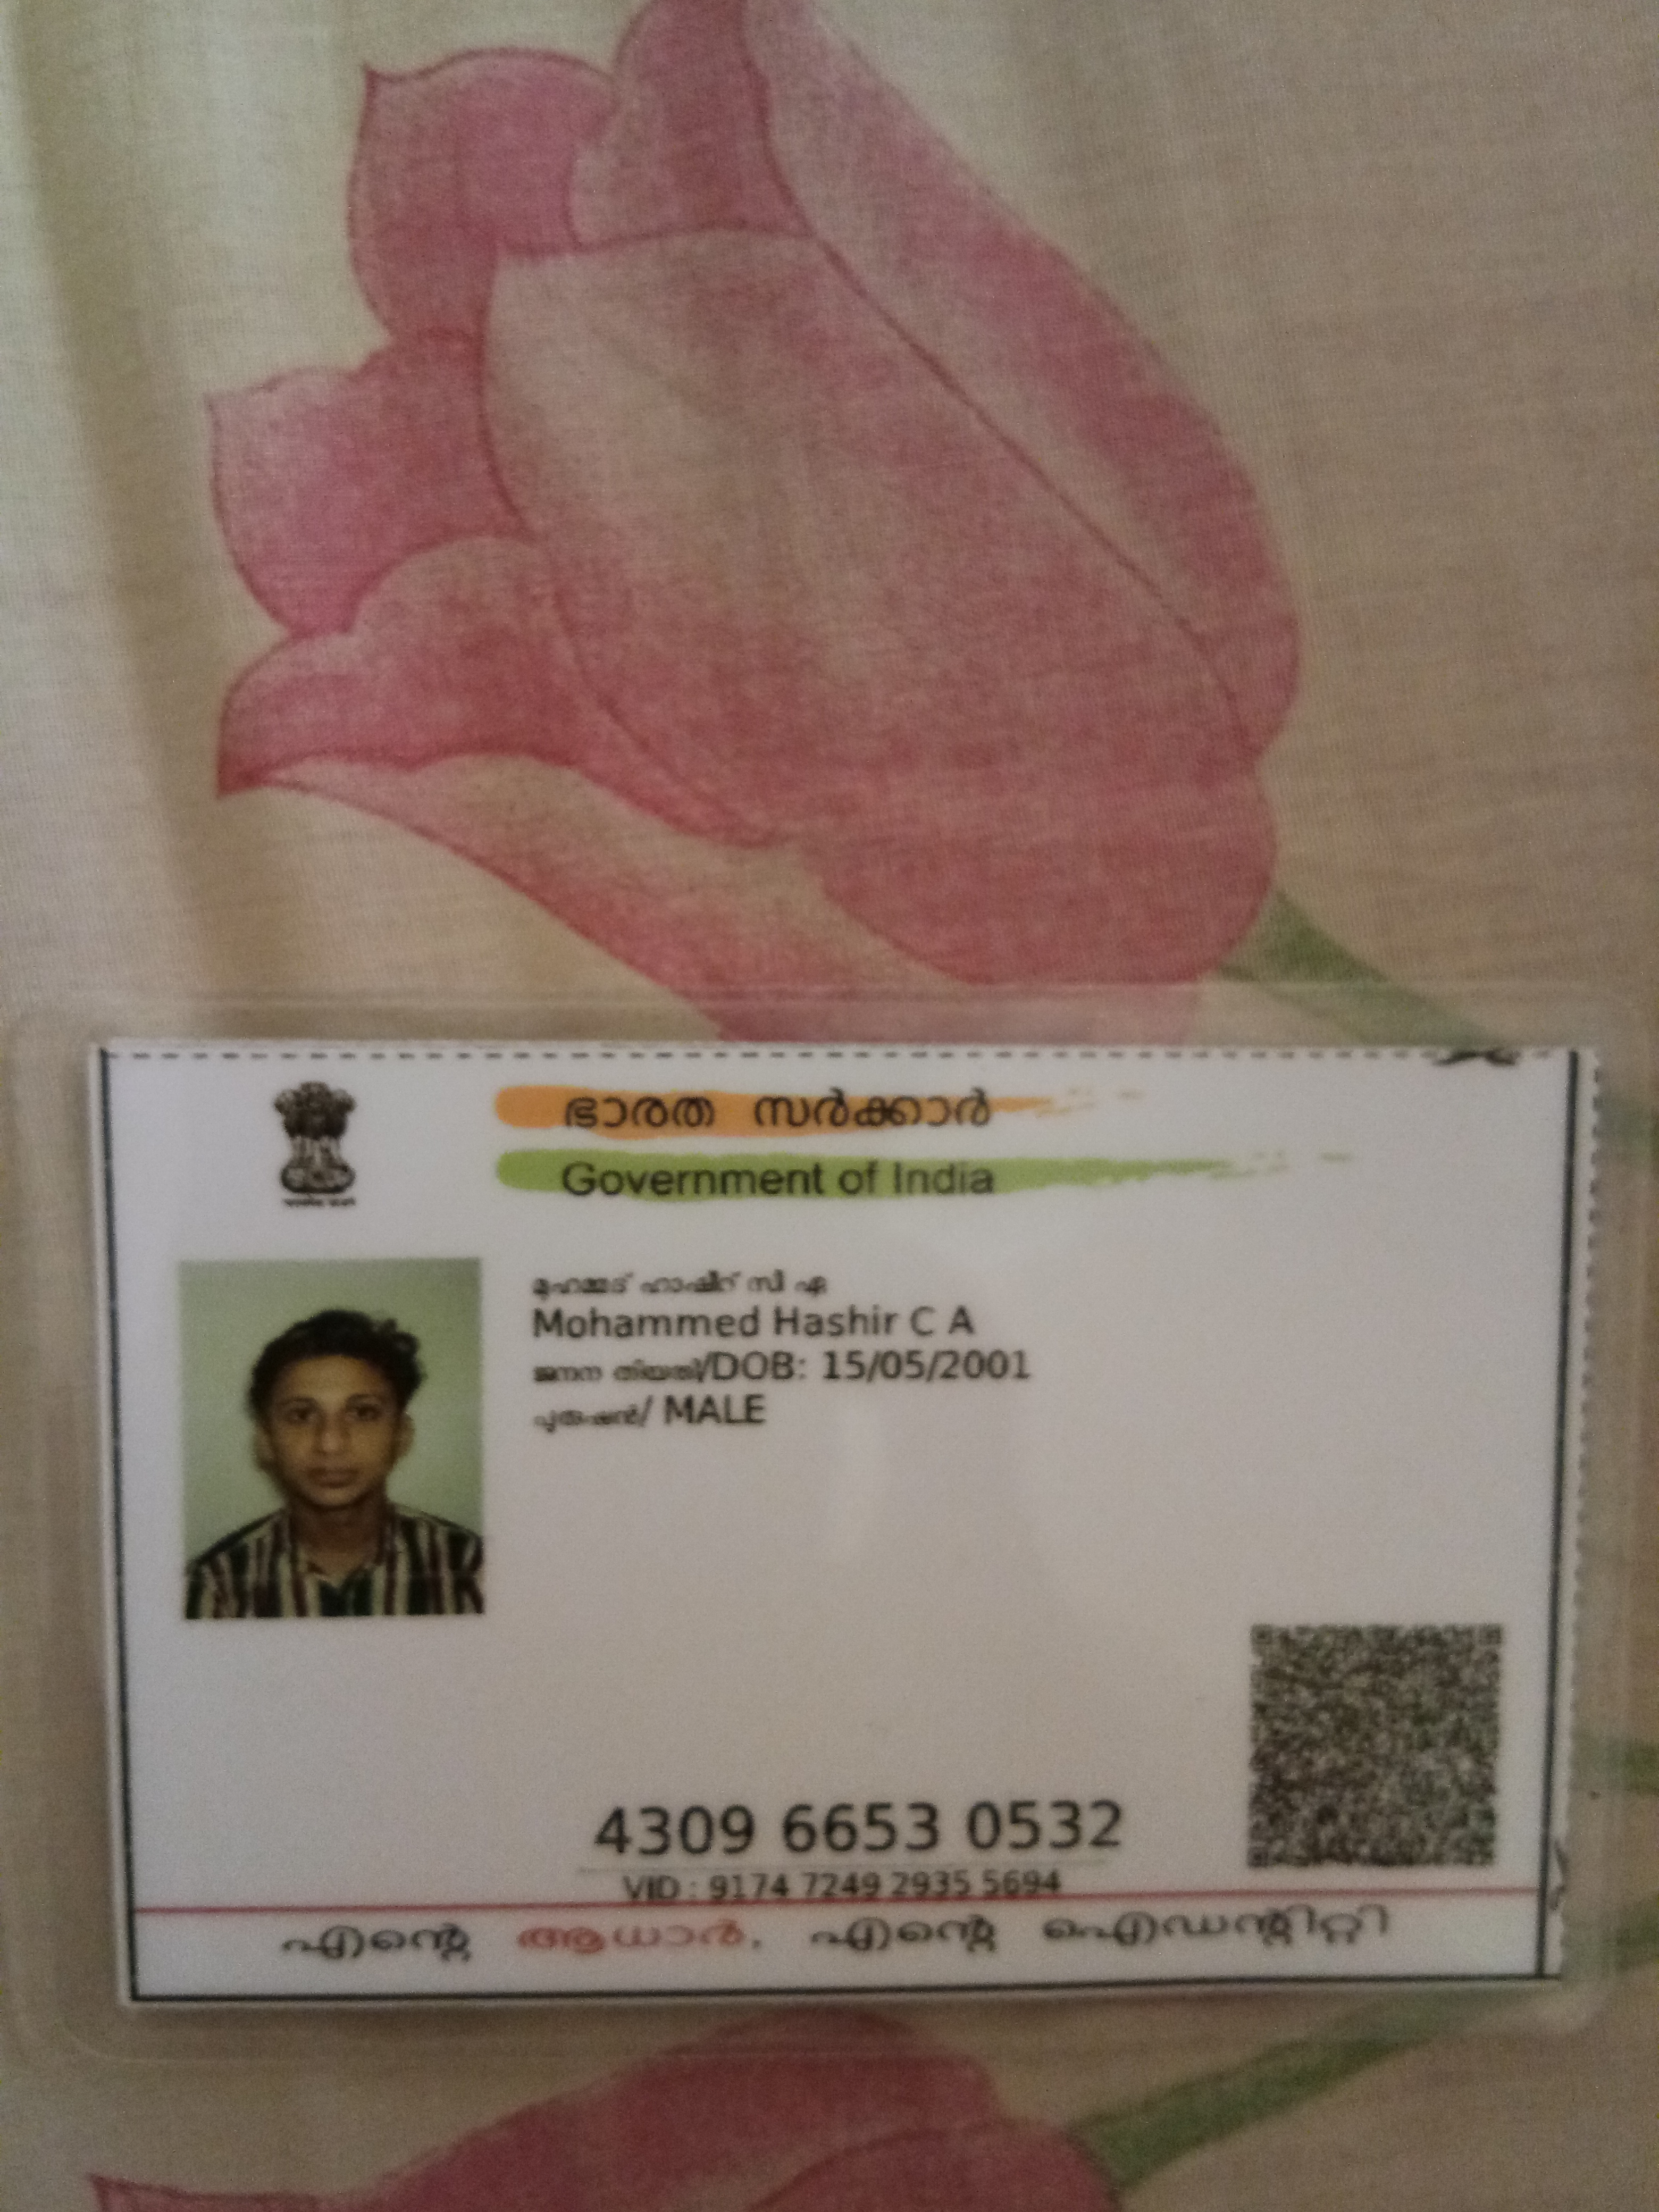 ഭാരത സർക്കാർ
Government of India
മുഹമ്മദ് ഹാഷിറ് സി എ
Mohammed Hashir C A
ജനന തിയതി/DOB: 15/05/2001
പുരുഷൻ/ MALE
4309 6653 0532
VID : 9174 7249 2935 5694
എന്റെ ആധാർ, എന്റെ ഐഡന്റിറ്റി